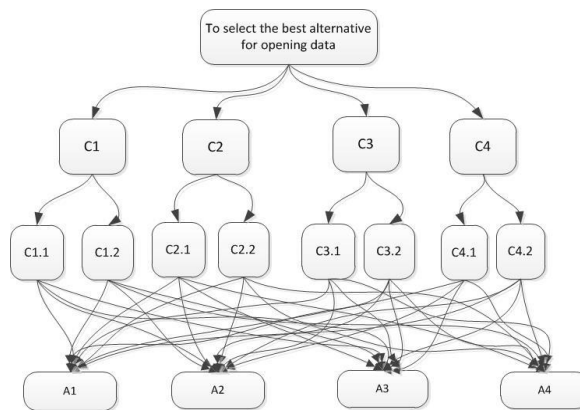 To select the best alternative
for opening data
C1
C2
C3
C4
C1.1
C1.2
C2.1
C2.2
C3.1
C3.2
C4.1
C4.2
A1
A2
A3
A4